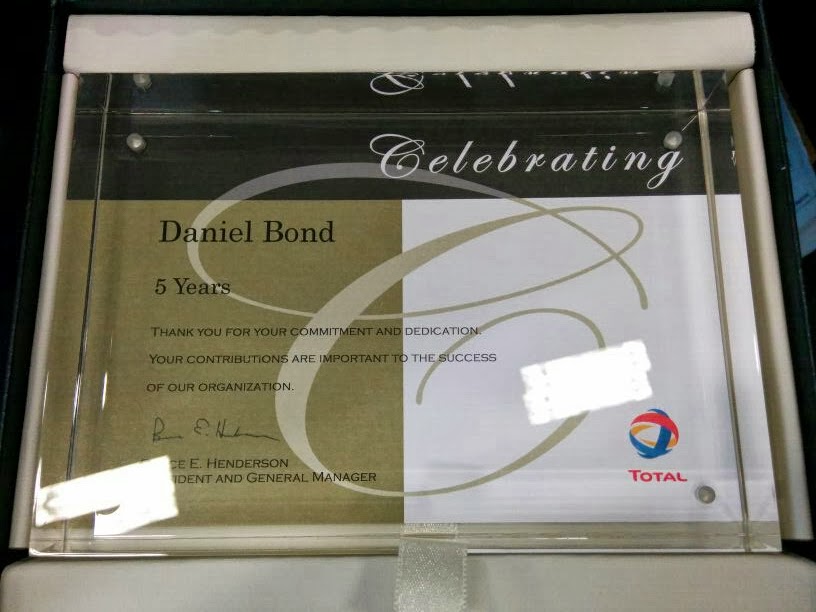 Celebrating
Daniel Bond
5 Years
THANK YOU FOR YOUR COMMITMENT AND DEDICATION.
YOUR CONTRIBUTIONS ARE IMPORTANT TO THE SUCCESS
OF OUR ORGANIZATION.
E. HENDERSON
AND GENERAL MANAGER
TOTAL